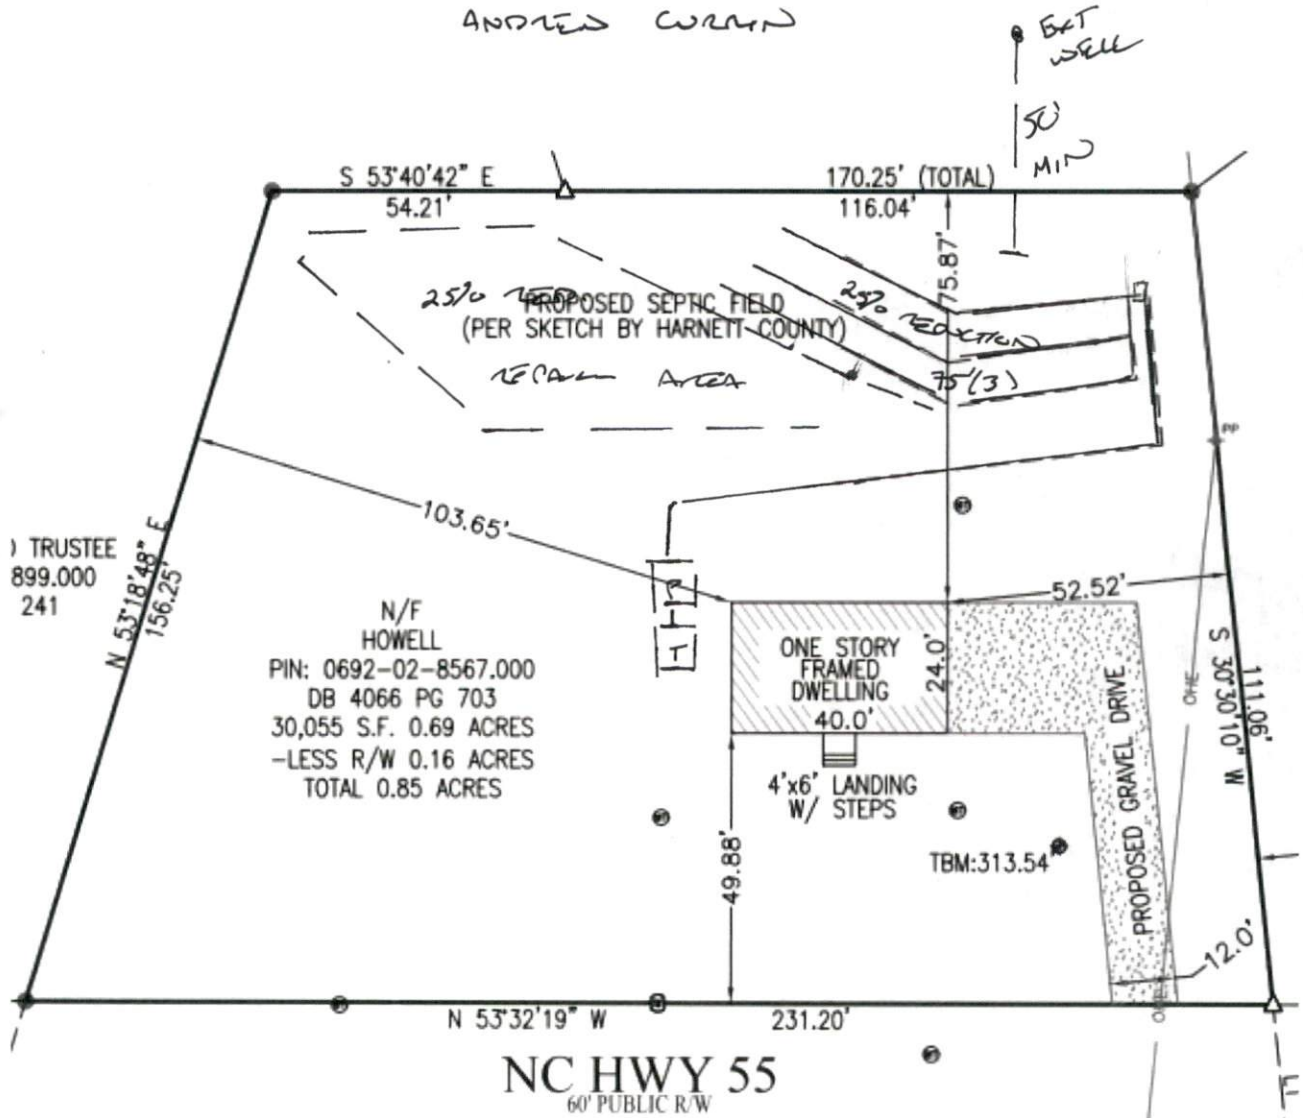 ANDREW CURRIN
EXT
WELL
50'
MIN
S 53°40'42" E
54.21'
170.25' (TOTAL)
116.04'
75.87'
25% RED
PROPOSED SEPTIC FIELD
(PER SKETCH BY HARNETT COUNTY)
25% REDUCTION
75'(3)
REPAIR AREA
PP
103.65'
N 53°18'48" E
156.25'
) TRUSTEE
899.000
241
P
T
52.52'
N/F
HOWELL
PIN: 0692-02-8567.000
DB 4066 PG 703
30,055 S.F. 0.69 ACRES
-LESS R/W 0.16 ACRES
TOTAL 0.85 ACRES
ONE STORY
FRAMED
DWELLING
40.0'
24.0'
4'x6' LANDING
W/ STEPS
OHE
S 30°30'10" W
111.06'
PROPOSED GRAVEL DRIVE
49.88'
TBM:313.54'
12.0'
N 53°32'19" W
231.20'
NC HWY 55
60' PUBLIC R/W